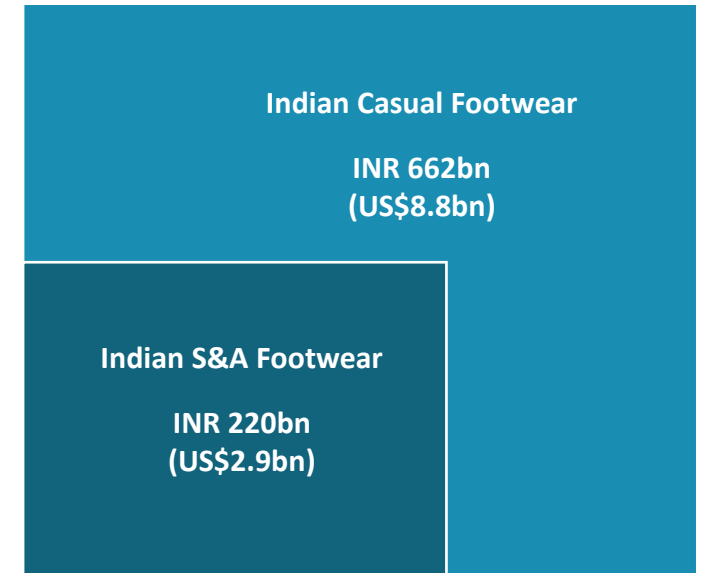 Indian Casual Footwear
INR 662bn
(US$8.8bn)
Indian S&A Footwear
INR 220bn
(US$2.9bn)